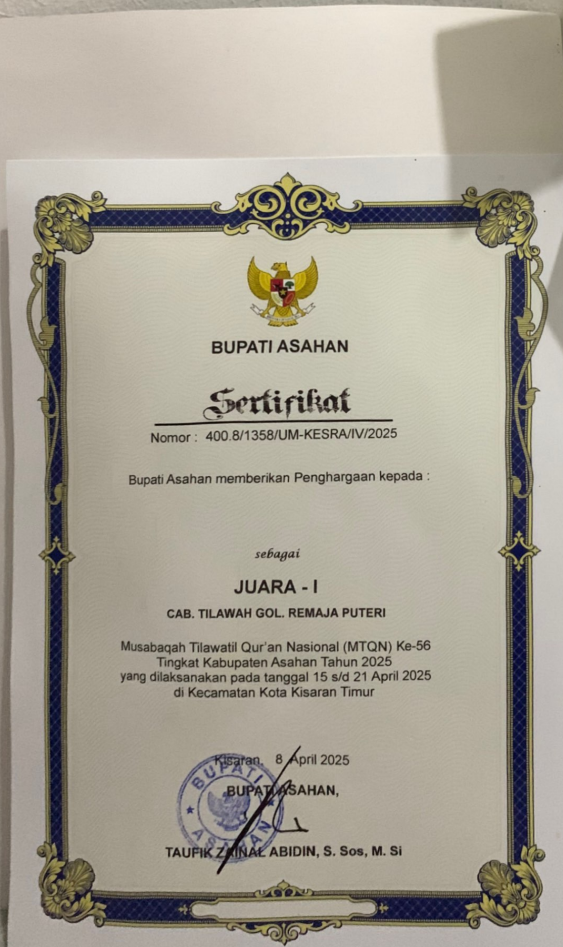 BUPATI ASAHAN
Sertifikat
Nomor : 400.8/1358/UM-KESRA/IV/2025
Bupati Asahan memberikan Penghargaan kepada :
sebagai
JUARA - I
CAB. TILAWAH GOL. REMAJA PUTERI
Musabaqah Tilawatil Qur'an Nasional (MTQN) Ke-56
Tingkat Kabupaten Asahan Tahun 2025
yang dilaksanakan pada tanggal 15 s/d 21 April 2025
di Kecamatan Kota Kisaran Timur
Kisaran, 8 April 2025
BUPATI ASAHAN,
BUPATI
ASAHAN
TAUFIK ZAINAL ABIDIN, S. Sos, M. Si